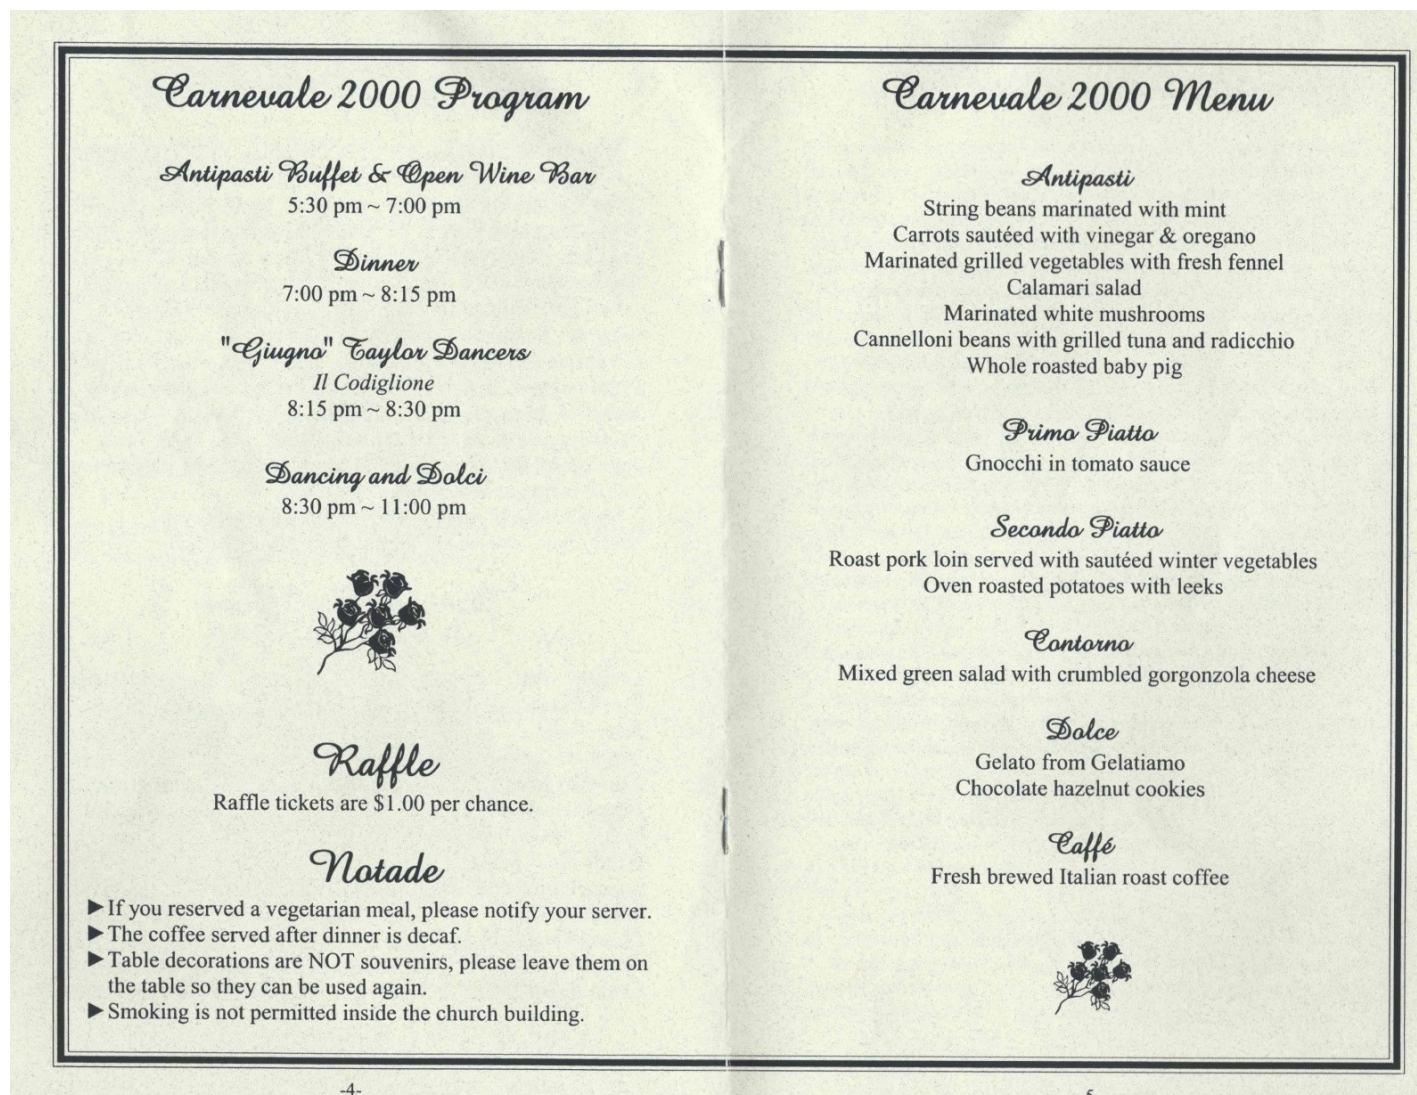 Carnevale 2000 Program
Antipasti Buffet & Open Wine Bar
5:30 pm ~ 7:00 pm
Dinner
7:00 pm ~ 8:15 pm
"Giugno" Taylor Dancers
Il Codiglione
8:15 pm ~ 8:30 pm
Dancing and Dolci
8:30 pm ~ 11:00 pm
Raffle
Raffle tickets are $1.00 per chance.
Notade
►If you reserved a vegetarian meal, please notify your server.
►The coffee served after dinner is decaf.
►Table decorations are NOT souvenirs, please leave them on
the table so they can be used again.
►Smoking is not permitted inside the church building.
-4-
Carnevale 2000 Menu
Antipasti
String beans marinated with mint
Carrots sautéed with vinegar & oregano
Marinated grilled vegetables with fresh fennel
Calamari salad
Marinated white mushrooms
Cannelloni beans with grilled tuna and radicchio
Whole roasted baby pig
Primo Piatto
Gnocchi in tomato sauce
Secondo Piatto
Roast pork loin served with sautéed winter vegetables
Oven roasted potatoes with leeks
Contorno
Mixed green salad with crumbled gorgonzola cheese
Dolce
Gelato from Gelatiamo
Chocolate hazelnut cookies
Caffé
Fresh brewed Italian roast coffee